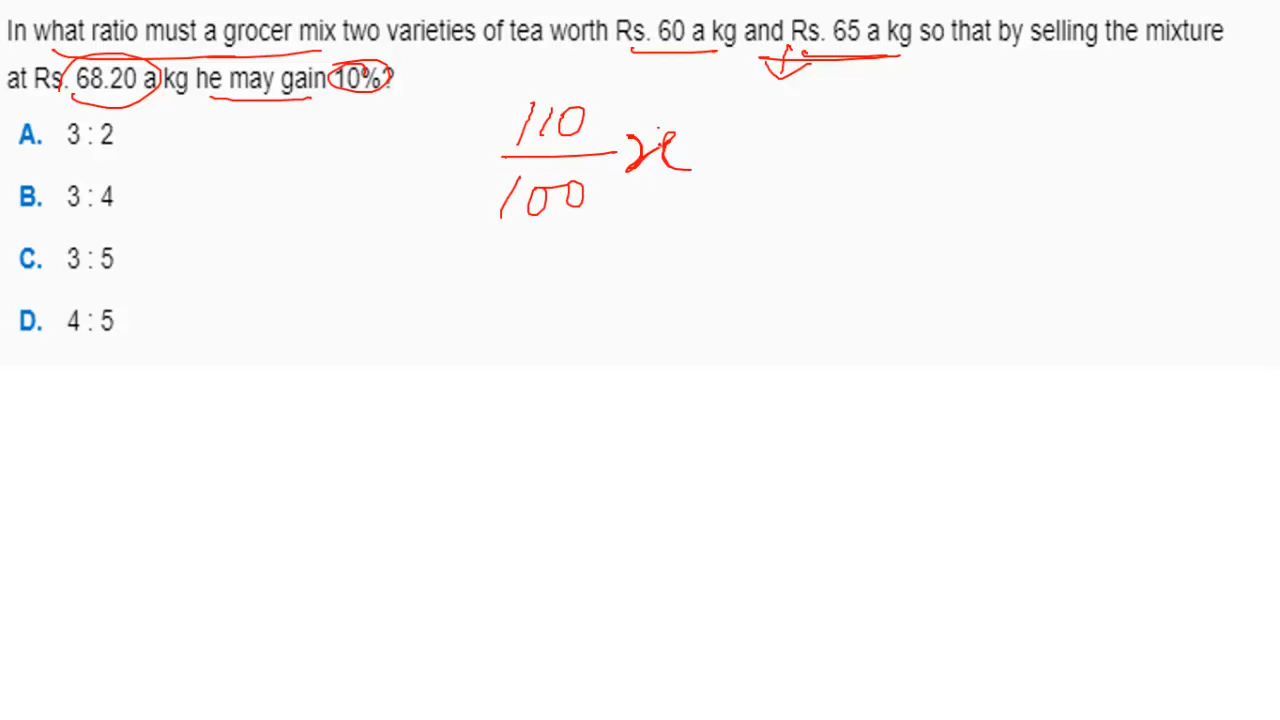 In what ratio must a grocer mix two varieties of tea worth Rs. 60 a kg and Rs. 65 a kg so that by selling the mixture
at Rs. 68.20 a kg he may gain 10%?
110
100 x
A. 3 : 2
B. 3 : 4
C. 3 : 5
D. 4 : 5